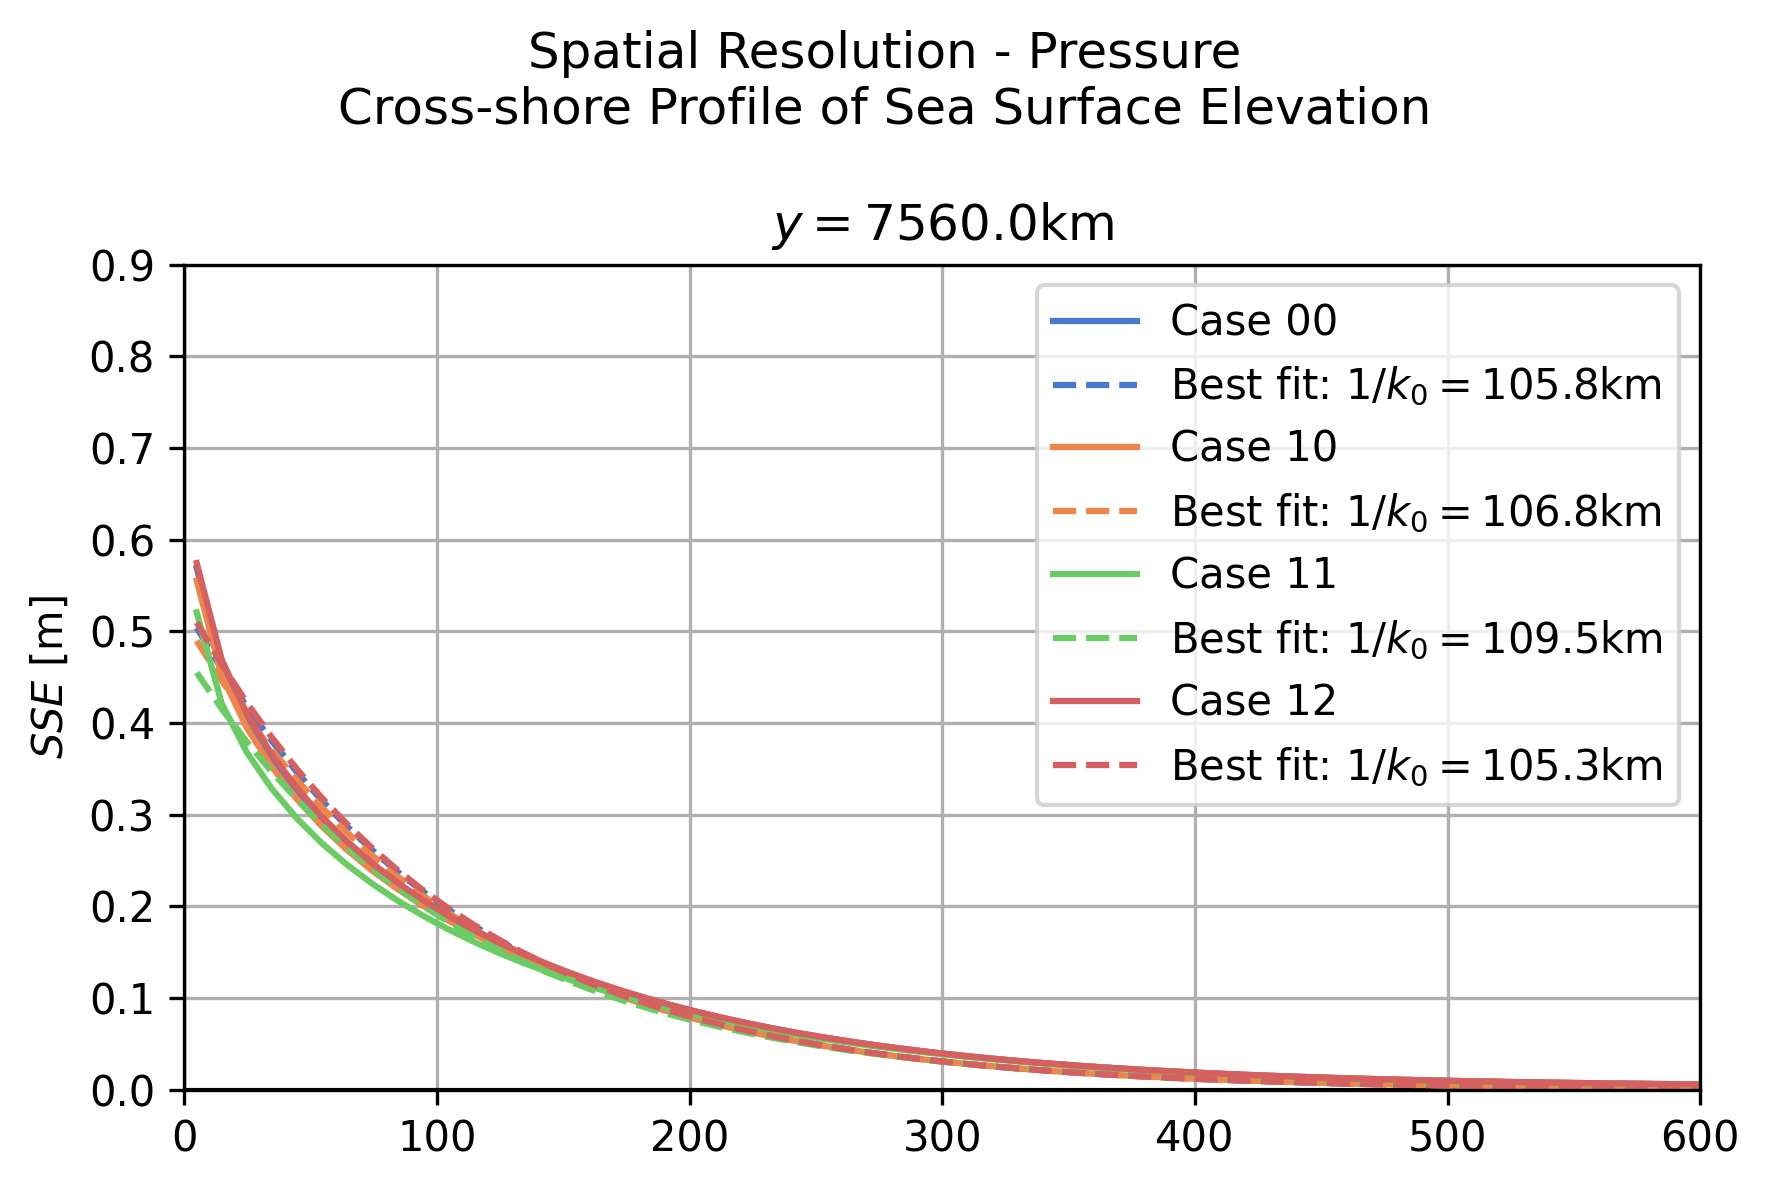 Spatial Resolution - Pressure
Cross-shore Profile of Sea Surface Elevation
y = 7560.0km
0.9
0.8
0.7
0.6
0.5
0.4
0.3
0.2
0.1
0.0
SSE [m]
Case 00
Best fit: 1/k₀ = 105.8km
Case 10
Best fit: 1/k₀ = 106.8km
Case 11
Best fit: 1/k₀ = 109.5km
Case 12
Best fit: 1/k₀ = 105.3km
0 100 200 300 400 500 600